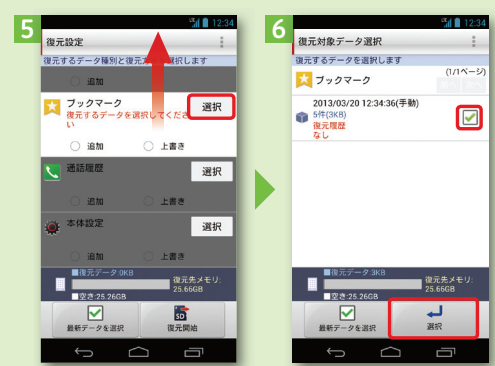 5
12:34
復元設定
復元するデータ種別と復元方法を選択します
追加
ブックマーク
復元するデータを選択してください
選択
追加
上書き
通話履歴
選択
追加
上書き
本体設定
選択
追加
上書き
復元データ:0KB
空き:25.26GB
復元先メモリ:
25.66GB
最新データを選択
復元開始
6
12:34
復元対象データ選択
復元するデータを選択します
ブックマーク
(1/1ページ)
2013/03/20 12:34:36(手動)
5件(3KB)
復元履歴
なし
復元データ:3KB
空き:25.26GB
復元先メモリ:
25.66GB
最新データを選択
選択